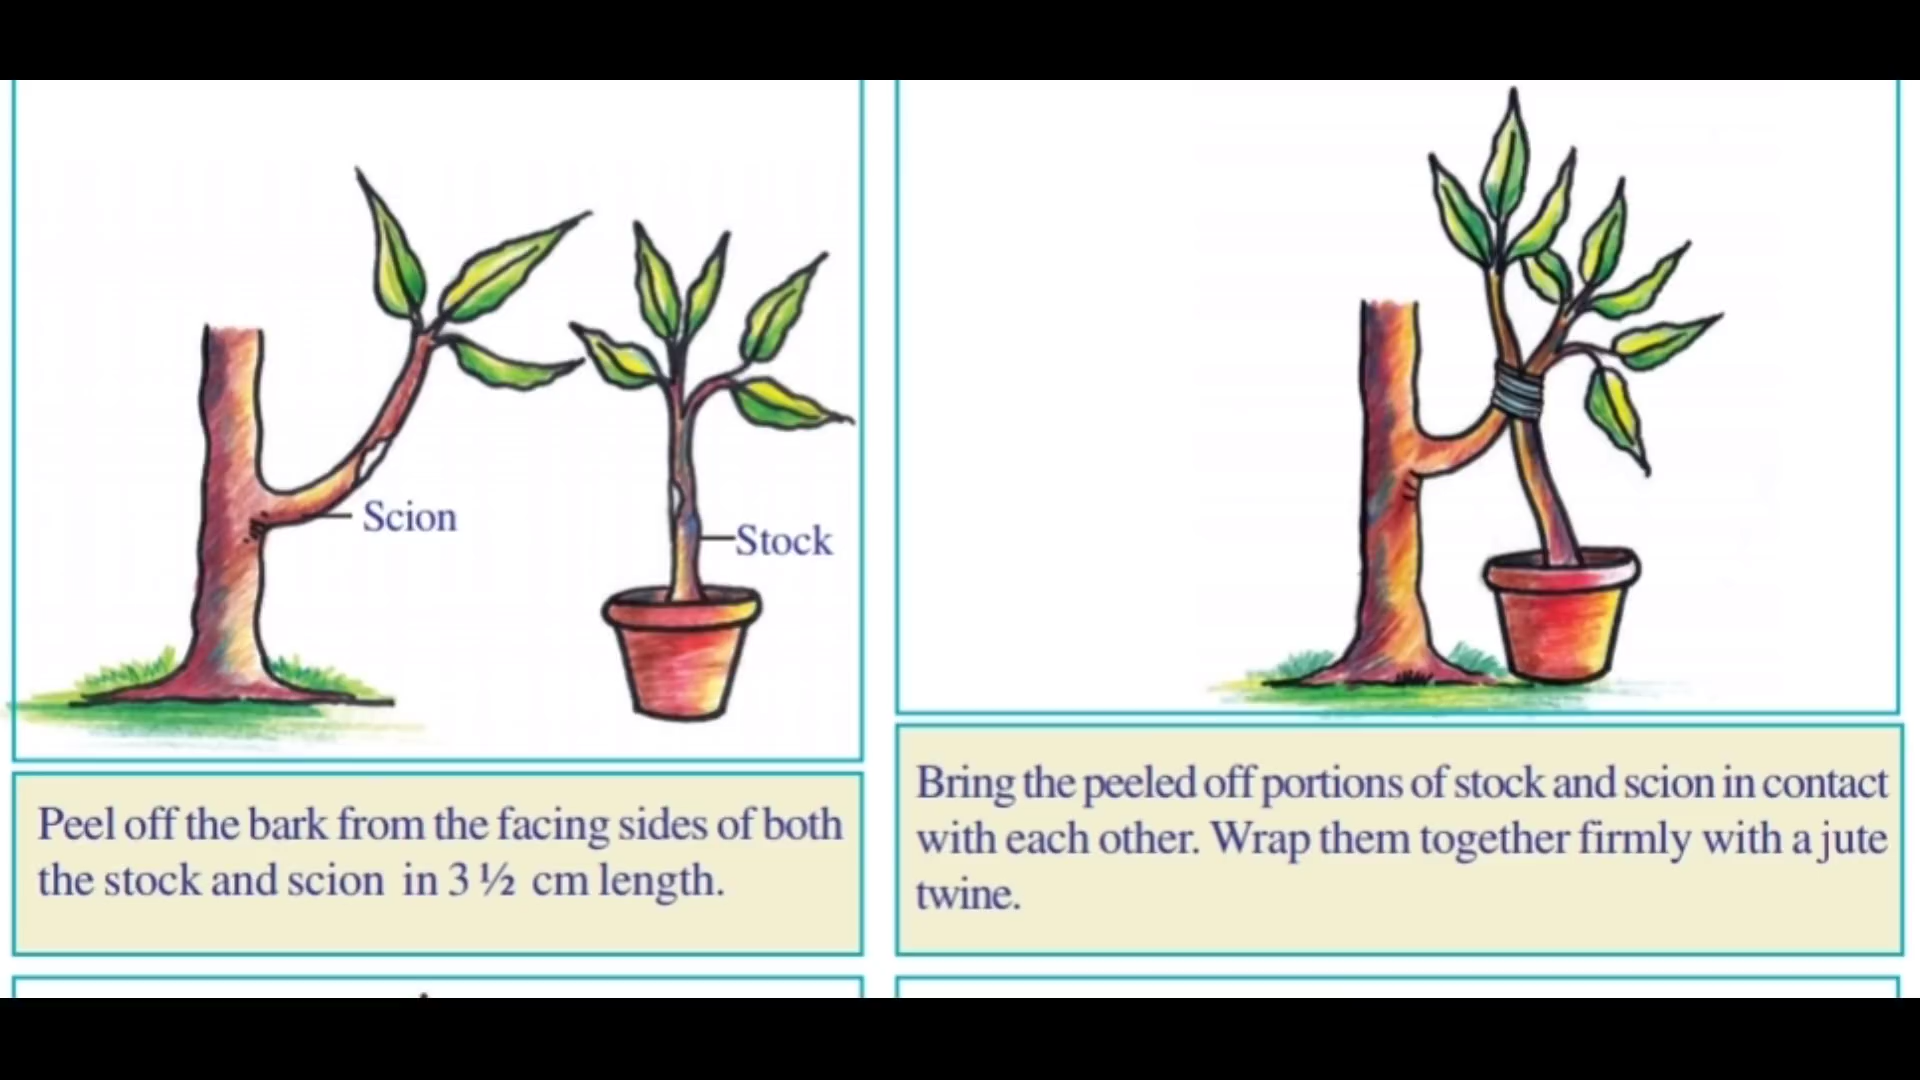 Scion
Stock
Peel off the bark from the facing sides of both
the stock and scion in 3 ½ cm length.
Bring the peeled off portions of stock and scion in contact
with each other. Wrap them together firmly with a jute
twine.